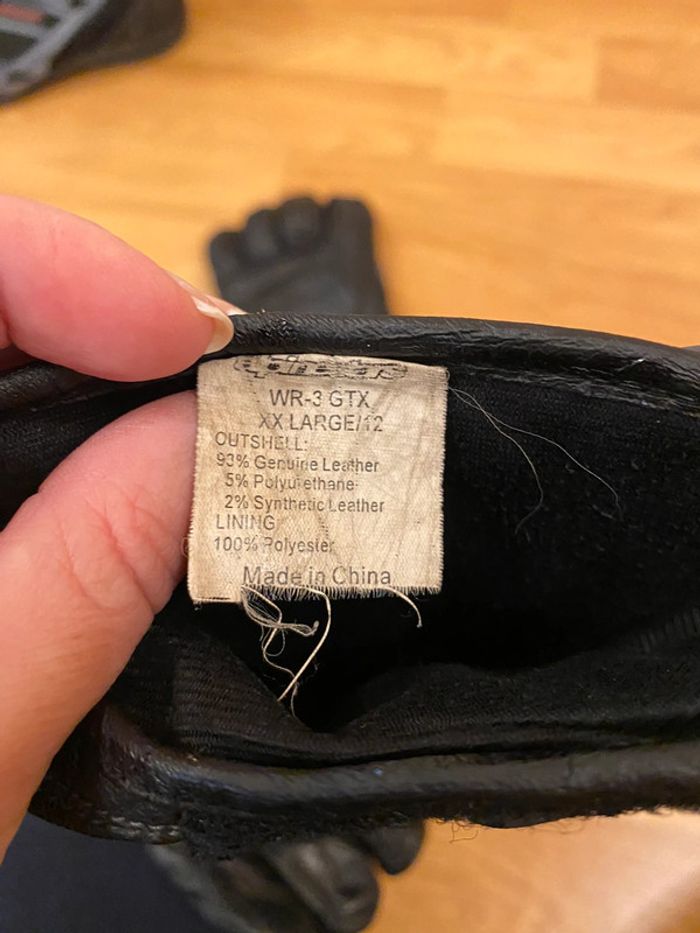 WR-3 GTX
XX LARGE/12
OUTSHELL:
93% Genuine Leather
5% Polyurethane
2% Synthetic Leather
LINING
100% Polyester
Made in China